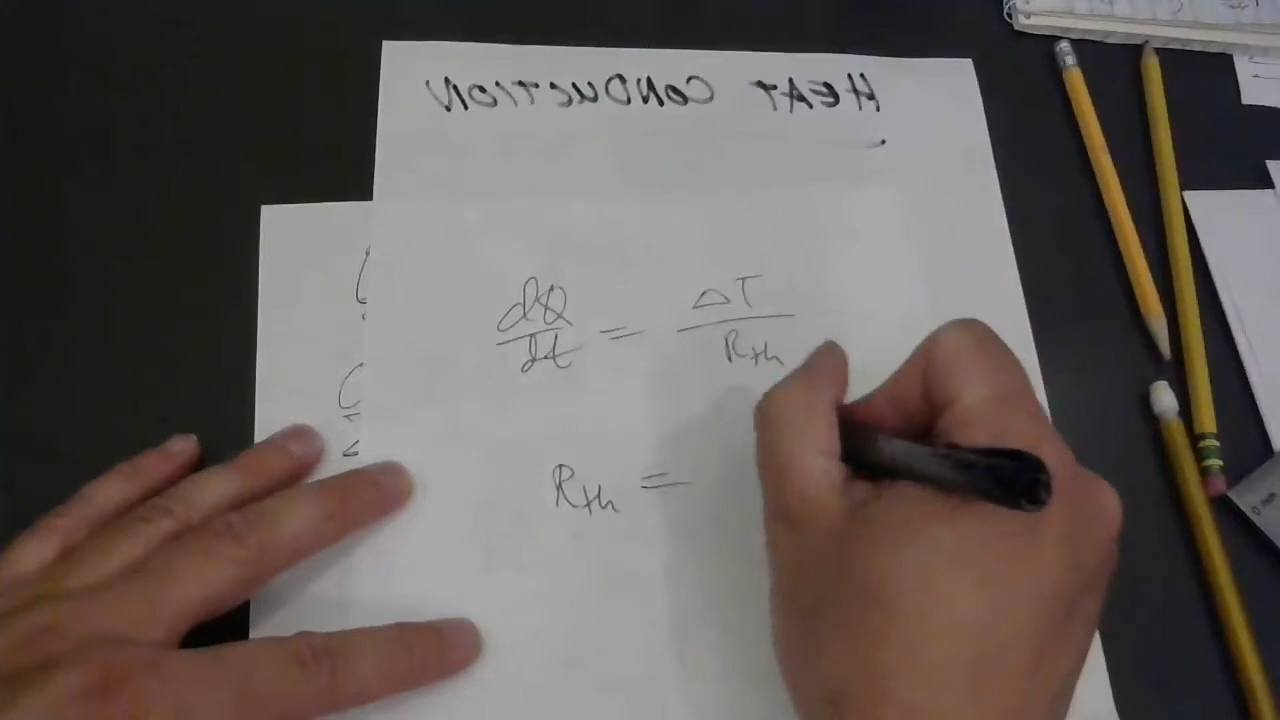 HEAT CONDUCTION
dQ/dt = ΔT/Rth
Rth =